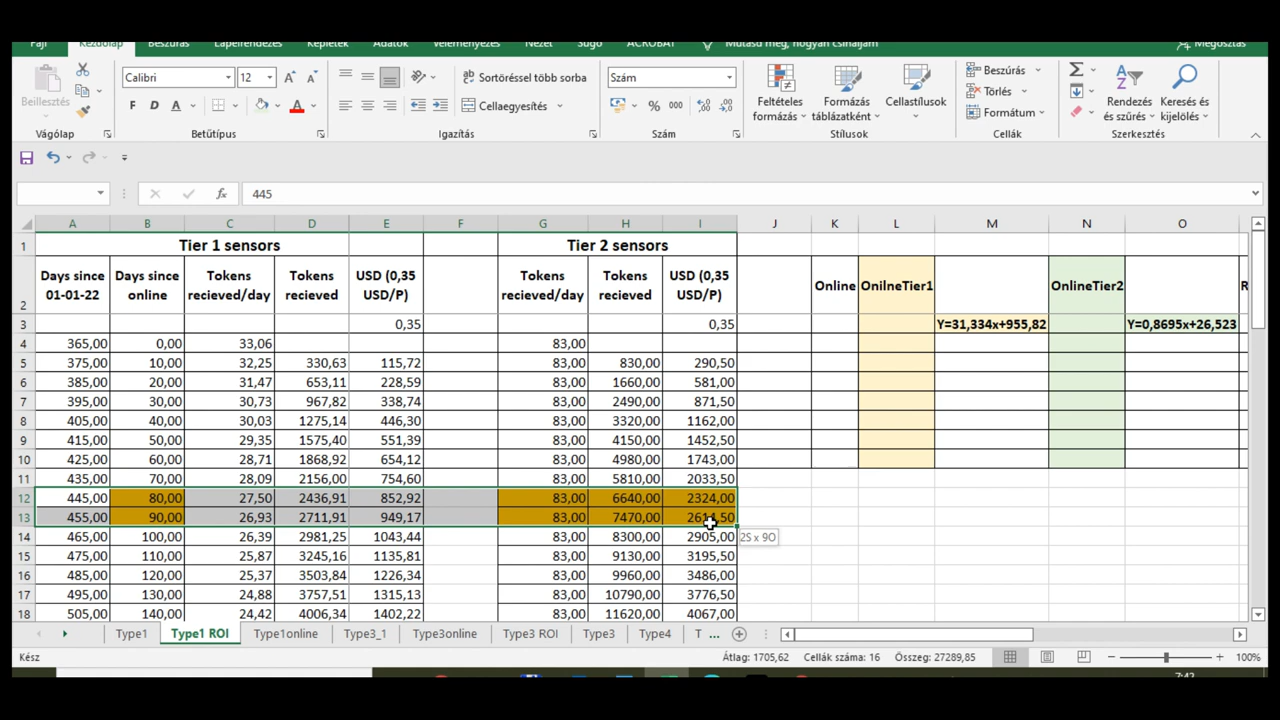 Fájl Kezdőlap Beszúrás Lapelrendezés Képletek Adatok Véleményezés Nézet Súgó ACROBAT Mutasd meg, hogyan csináljam Megosztás
Beillesztés
Calibri 12
F D A A A
Sortöréssel több sorba
Cellaegyesítés
Szám
% 000
Feltételes formázás
Formázás táblázatként
Cellastílusok
Beszúrás
Törlés
Formátum
Rendezés és szűrés
Keresés és kijelölés
Vágólap Betűtípus Igazítás Szám Stílusok Cellák Szerkesztés
fx 445
A B C D E F G H I J K L M N O
1 Tier 1 sensors Tier 2 sensors
2 Days since 01-01-22 Days since online Tokens recieved/day Tokens recieved USD (0,35 USD/P) Tokens recieved/day Tokens recieved USD (0,35 USD/P) Online OnilneTier1 OnlineTier2 R
3 0,35 0,35 Y=31,334x+955,82 Y=0,8695x+26,523
4 365,00 0,00 33,06 83,00
5 375,00 10,00 32,25 330,63 115,72 83,00 830,00 290,50
6 385,00 20,00 31,47 653,11 228,59 83,00 1660,00 581,00
7 395,00 30,00 30,73 967,82 338,74 83,00 2490,00 871,50
8 405,00 40,00 30,03 1275,14 446,30 83,00 3320,00 1162,00
9 415,00 50,00 29,35 1575,40 551,39 83,00 4150,00 1452,50
10 425,00 60,00 28,71 1868,92 654,12 83,00 4980,00 1743,00
11 435,00 70,00 28,09 2156,00 754,60 83,00 5810,00 2033,50
12 445,00 80,00 27,50 2436,91 852,92 83,00 6640,00 2324,00
13 455,00 90,00 26,93 2711,91 949,17 83,00 7470,00 2614,50
14 465,00 100,00 26,39 2981,25 1043,44 83,00 8300,00 2905,00 2S x 9O
15 475,00 110,00 25,87 3245,16 1135,81 83,00 9130,00 3195,50
16 485,00 120,00 25,37 3503,84 1226,34 83,00 9960,00 3486,00
17 495,00 130,00 24,88 3757,51 1315,13 83,00 10790,00 3776,50
18 505,00 140,00 24,42 4006,34 1402,22 83,00 11620,00 4067,00
Type1 Type1 ROI Type1online Type3_1 Type3online Type3 ROI Type3 Type4 T ...
Kész Átlag: 1705,62 Cellák száma: 16 Összeg: 27289,85 100%
7:42